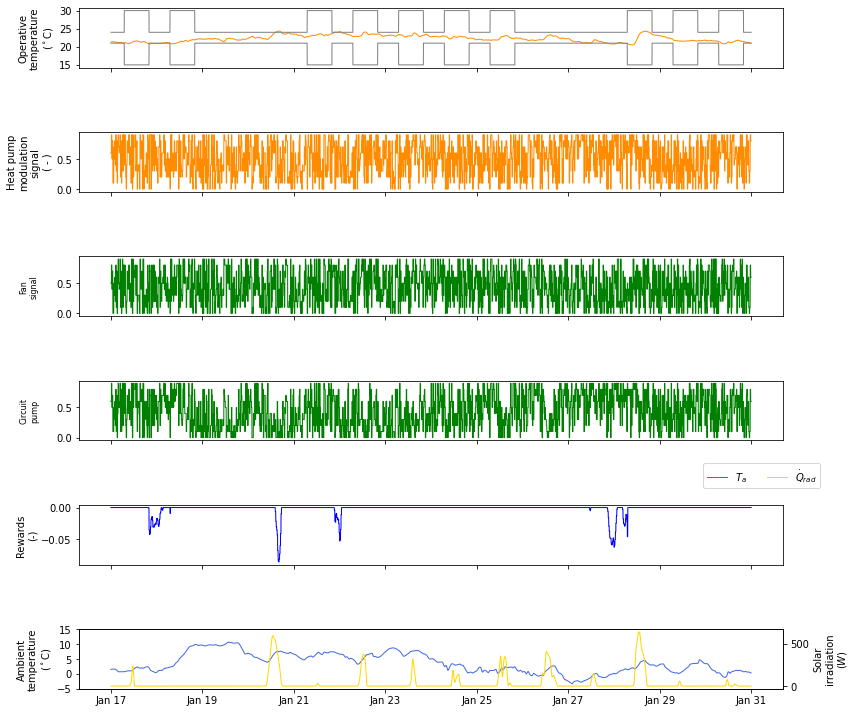 Operative
temperature
(°C)
30
25
20
15
Heat pump
modulation
signal
( - )
0.5
0.0
Fan
signal
0.5
0.0
Circuit
pump
0.5
0.0
T_a Q̇_rad
Rewards
(-)
0.00
−0.05
Ambient
temperature
(°C)
15
10
5
0
−5
500
0
Solar
irradiation
(W)
Jan 17 Jan 19 Jan 21 Jan 23 Jan 25 Jan 27 Jan 29 Jan 31